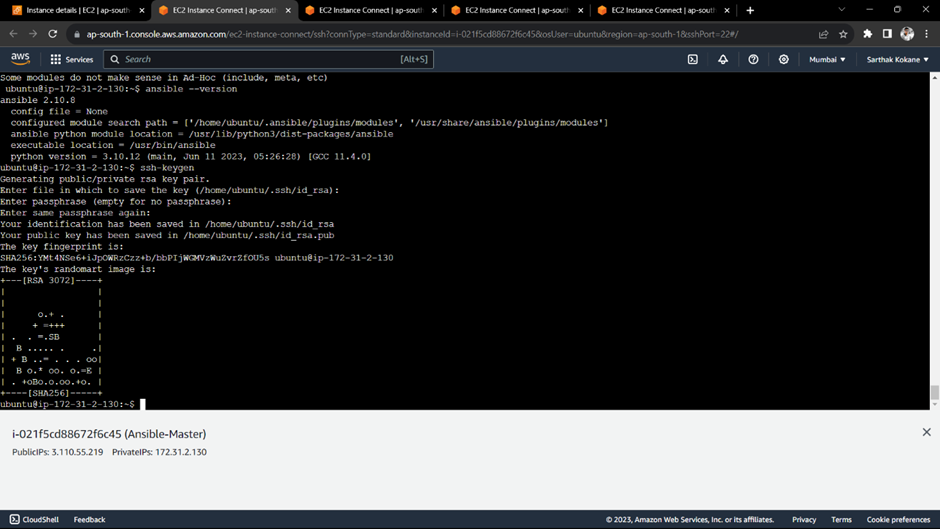 Instance details | EC2 | ap-south
EC2 Instance Connect | ap-south
EC2 Instance Connect | ap-south
EC2 Instance Connect | ap-south
EC2 Instance Connect | ap-south
ap-south-1.console.aws.amazon.com/ec2-instance-connect/ssh?connType=standard&instanceId=i-021f5cd88672f6c45&osUser=ubuntu&region=ap-south-1&sshPort=22#/
aws Services Search [Alt+S] Mumbai Sarthak Kokane
Some modules do not make sense in Ad-Hoc (include, meta, etc)
ubuntu@ip-172-31-2-130:~$ ansible --version
ansible 2.10.8
config file = None
configured module search path = ['/home/ubuntu/.ansible/plugins/modules', '/usr/share/ansible/plugins/modules']
ansible python module location = /usr/lib/python3/dist-packages/ansible
executable location = /usr/bin/ansible
python version = 3.10.12 (main, Jun 11 2023, 05:26:28) [GCC 11.4.0]
ubuntu@ip-172-31-2-130:~$ ssh-keygen
Generating public/private rsa key pair.
Enter file in which to save the key (/home/ubuntu/.ssh/id_rsa):
Enter passphrase (empty for no passphrase):
Enter same passphrase again:
Your identification has been saved in /home/ubuntu/.ssh/id_rsa
Your public key has been saved in /home/ubuntu/.ssh/id_rsa.pub
The key fingerprint is:
SHA256:YMt4NSe6+iJpOWRzCzz+b/bbPIjWGMVzWuZvrZfOU5s ubuntu@ip-172-31-2-130
The key's randomart image is:
+---[RSA 3072]----+
|                 |
|                 |
|      o.+ .      |
|     + =+++      |
| .  . =.SB       |
|  B ..... .     .|
| + B ..= . . . oo|
|  B o.* oo. o.=E |
| . +oBo.o.oo.+o. |
+----[SHA256]-----+
ubuntu@ip-172-31-2-130:~$
i-021f5cd88672f6c45 (Ansible-Master)
PublicIPs: 3.110.55.219 PrivateIPs: 172.31.2.130
CloudShell Feedback © 2023, Amazon Web Services, Inc. or its affiliates. Privacy Terms Cookie preferences